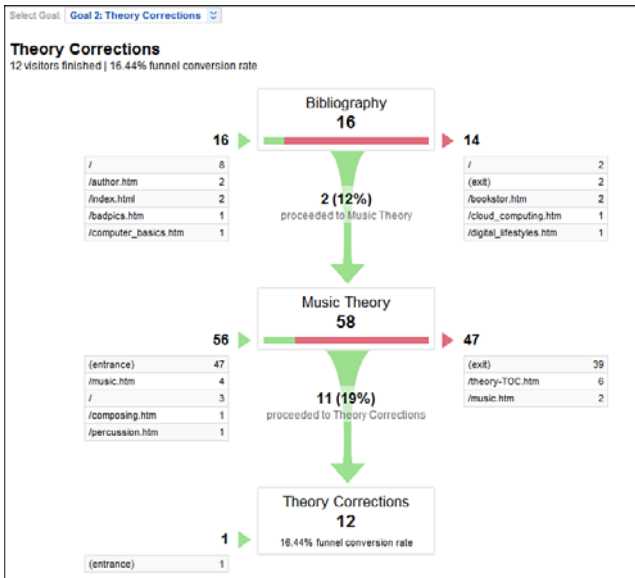 Select Goal: Goal 2: Theory Corrections
Theory Corrections
12 visitors finished | 16.44% funnel conversion rate
Bibliography
16
16
14
/ 8
/author.htm 2
/index.html 2
/badpics.htm 1
/computer_basics.htm 1
/ 2
(exit) 2
/bookstor.htm 2
/cloud_computing.htm 1
/digital_lifestyles.htm 1
2 (12%)
proceeded to Music Theory
Music Theory
58
56
47
(entrance) 47
/music.htm 4
/ 3
/composing.htm 1
/percussion.htm 1
(exit) 39
/theory-TOC.htm 6
/music.htm 2
11 (19%)
proceeded to Theory Corrections
Theory Corrections
12
16.44% funnel conversion rate
1
(entrance) 1